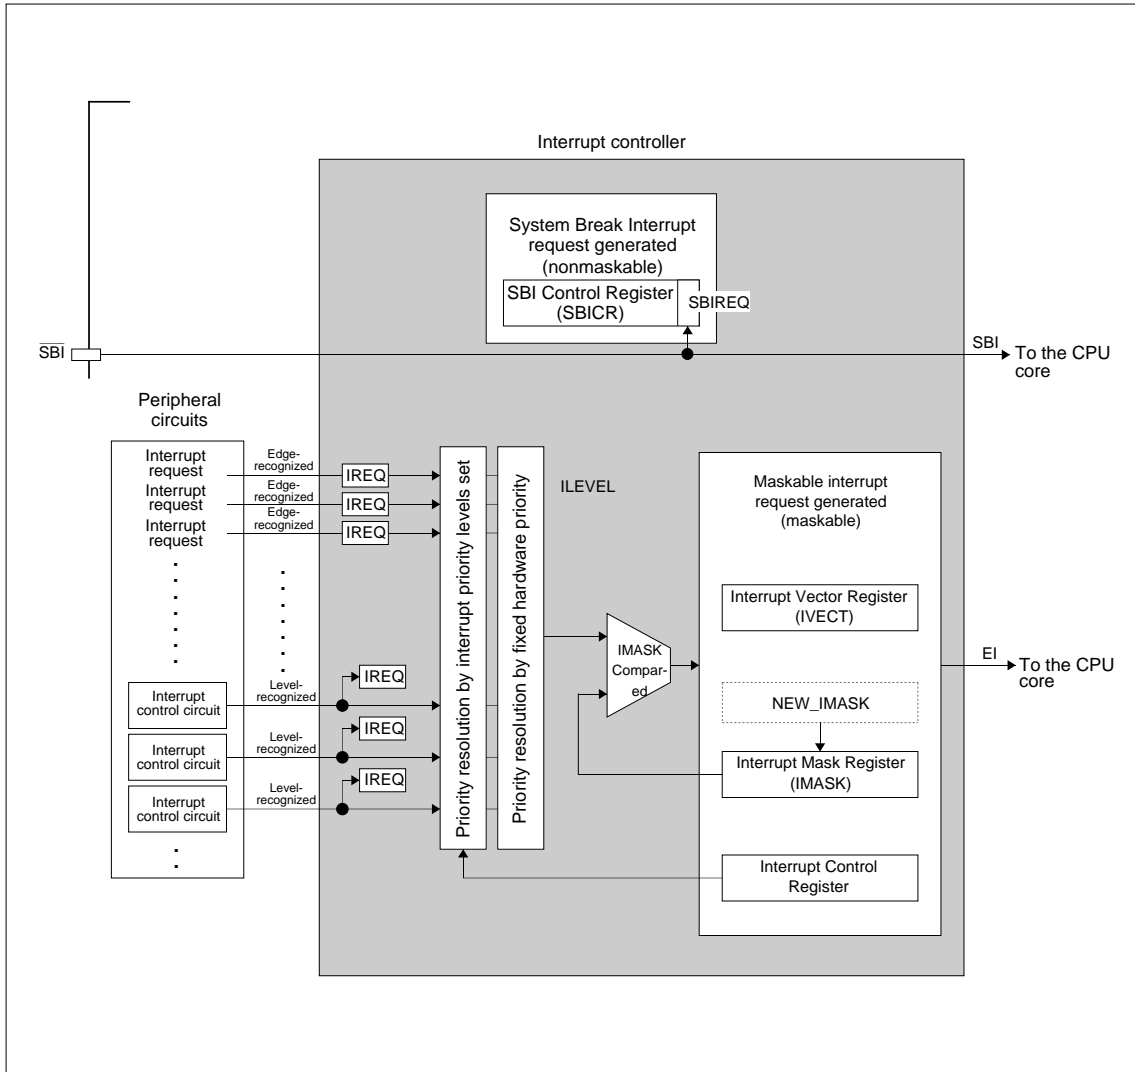 Interrupt controller
System Break Interrupt
request generated
(nonmaskable)
SBI Control Register
(SBICR)
SBIREQ
SBI
SBI
To the CPU
core
Peripheral
circuits
Interrupt
request
Edge-
recognized
IREQ
Interrupt
request
Edge-
recognized
IREQ
Interrupt
request
Edge-
recognized
IREQ
Interrupt
control circuit
Level-
recognized
IREQ
Interrupt
control circuit
Level-
recognized
IREQ
Interrupt
control circuit
Level-
recognized
IREQ
Priority resolution by interrupt priority levels set
Priority resolution by fixed hardware priority
ILEVEL
IMASK
Compar-
ed
Maskable interrupt
request generated
(maskable)
Interrupt Vector Register
(IVECT)
NEW_IMASK
Interrupt Mask Register
(IMASK)
Interrupt Control
Register
EI
To the CPU
core